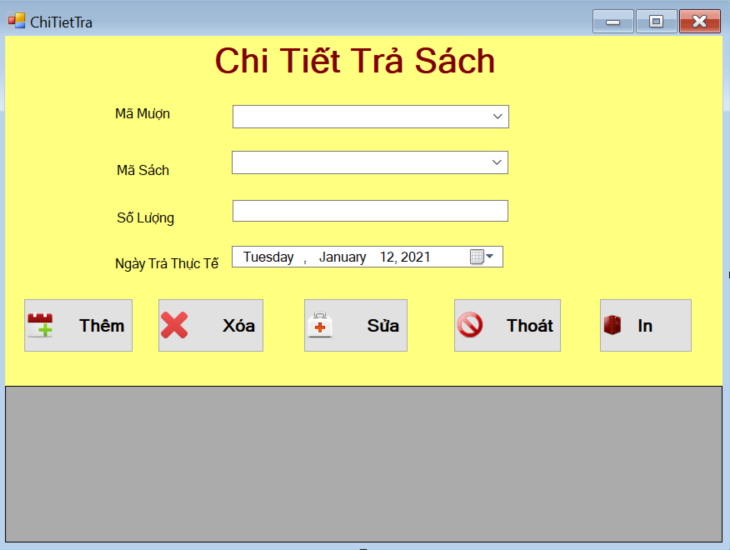 ChiTietTra
Chi Tiết Trả Sách
Mã Mượn
Mã Sách
Số Lượng
Ngày Trả Thực Tế
Tuesday , January 12, 2021
Thêm
Xóa
Sửa
Thoát
In